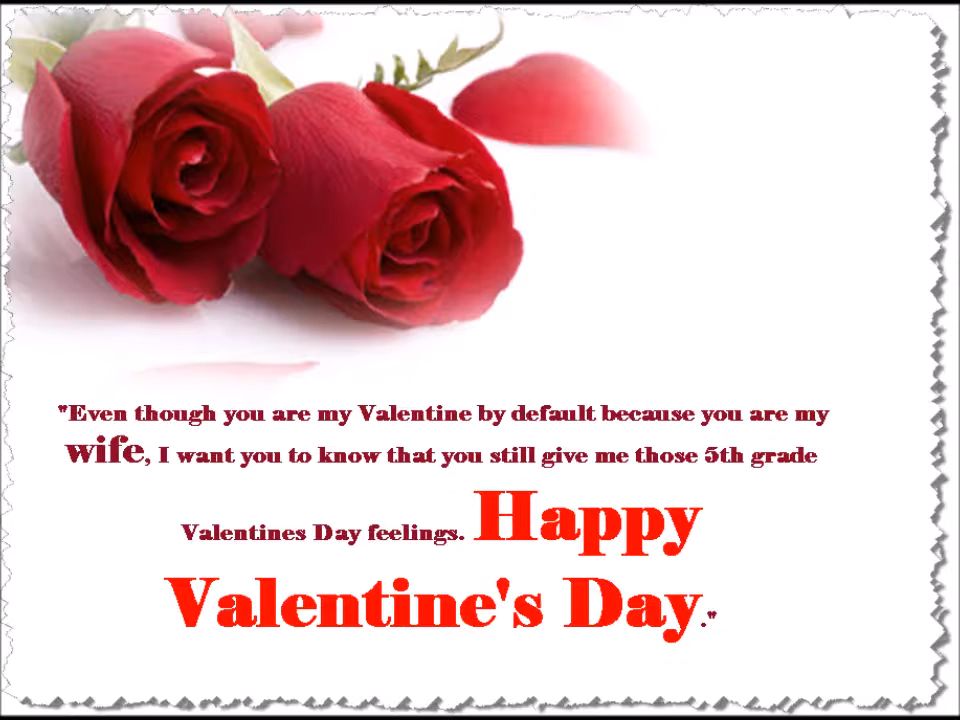 "Even though you are my Valentine by default because you are my
wife, I want you to know that you still give me those 5th grade
Valentines Day feelings. Happy
Valentine's Day."